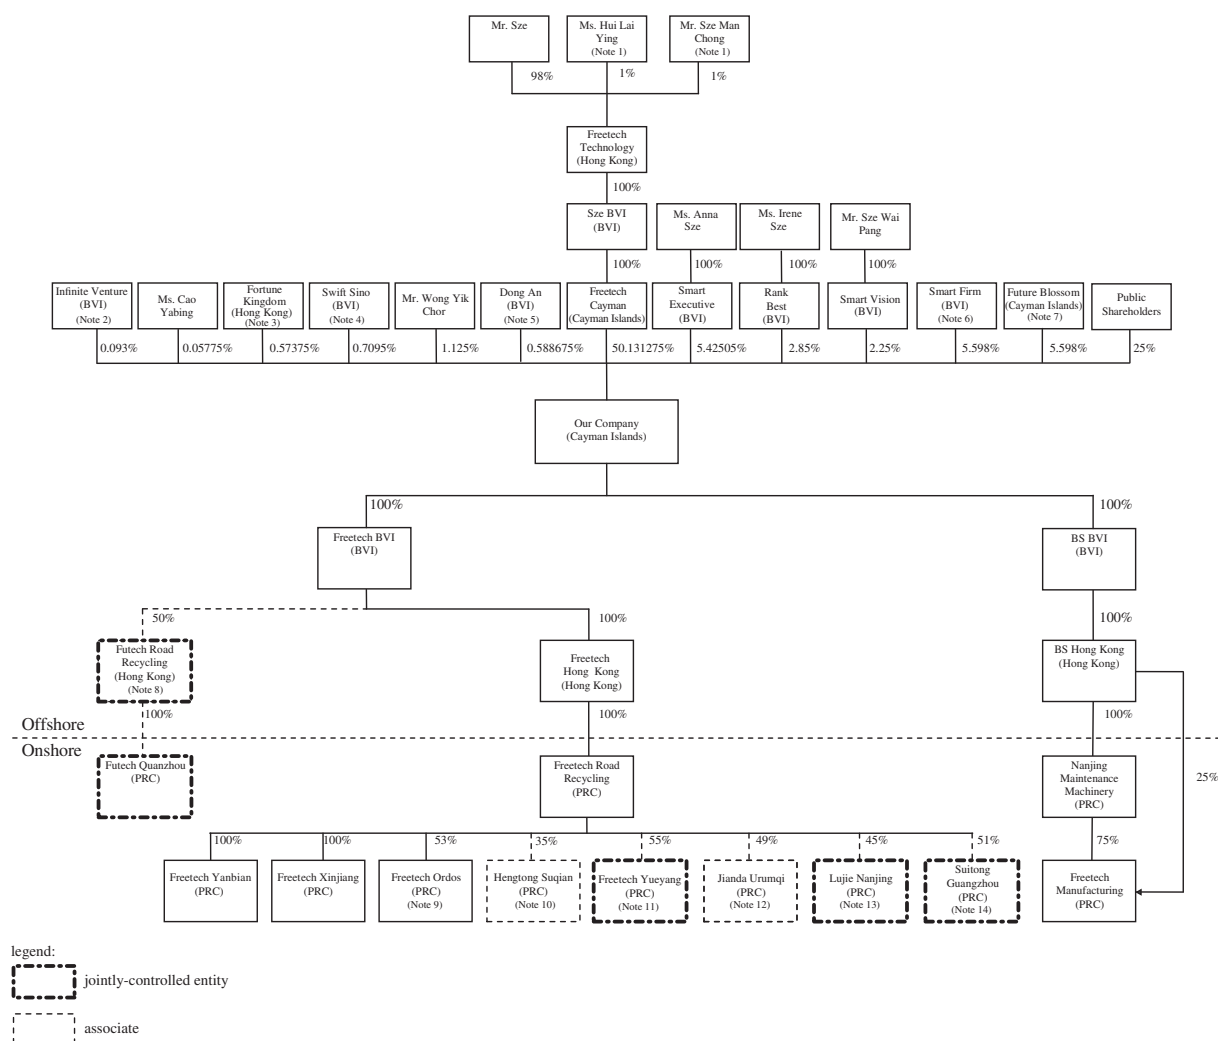 Mr. Sze
Ms. Hui Lai
Ying
(Note 1)
Mr. Sze Man
Chong
(Note 1)
98%
1%
1%
Freetech
Technology
(Hong Kong)
100%
Sze BVI
(BVI)
Ms. Anna
Sze
Ms. Irene
Sze
Mr. Sze Wai
Pang
100%
100%
100%
100%
Infinite Venture
(BVI)
(Note 2)
Ms. Cao
Yabing
Fortune
Kingdom
(Hong Kong)
(Note 3)
Swift Sino
(BVI)
(Note 4)
Mr. Wong Yik
Chor
Dong An
(BVI)
(Note 5)
Freetech
Cayman
(Cayman Islands)
Smart
Executive
(BVI)
Rank
Best
(BVI)
Smart Vision
(BVI)
Smart Firm
(BVI)
(Note 6)
Future Blossom
(Cayman Islands)
(Note 7)
Public
Shareholders
0.093%
0.05775%
0.57375%
0.7095%
1.125%
0.588675%
50.131275%
5.42505%
2.85%
2.25%
5.598%
5.598%
25%
Our Company
(Cayman Islands)
100%
100%
Freetech BVI
(BVI)
BS BVI
(BVI)
50%
100%
100%
Futech Road
Recycling
(Hong Kong)
(Note 8)
Freetech
Hong Kong
(Hong Kong)
BS Hong Kong
(Hong Kong)
100%
100%
100%
Offshore
Onshore
Futech Quanzhou
(PRC)
Freetech Road
Recycling
(PRC)
Nanjing
Maintenance
Machinery
(PRC)
25%
100%
100%
53%
35%
55%
49%
45%
51%
75%
Freetech Yanbian
(PRC)
Freetech Xinjiang
(PRC)
Freetech Ordos
(PRC)
(Note 9)
Hengtong Suqian
(PRC)
(Note 10)
Freetech Yueyang
(PRC)
(Note 11)
Jianda Urumqi
(PRC)
(Note 12)
Lujie Nanjing
(PRC)
(Note 13)
Suitong
Guangzhou
(PRC)
(Note 14)
Freetech
Manufacturing
(PRC)
legend:
jointly-controlled entity
associate